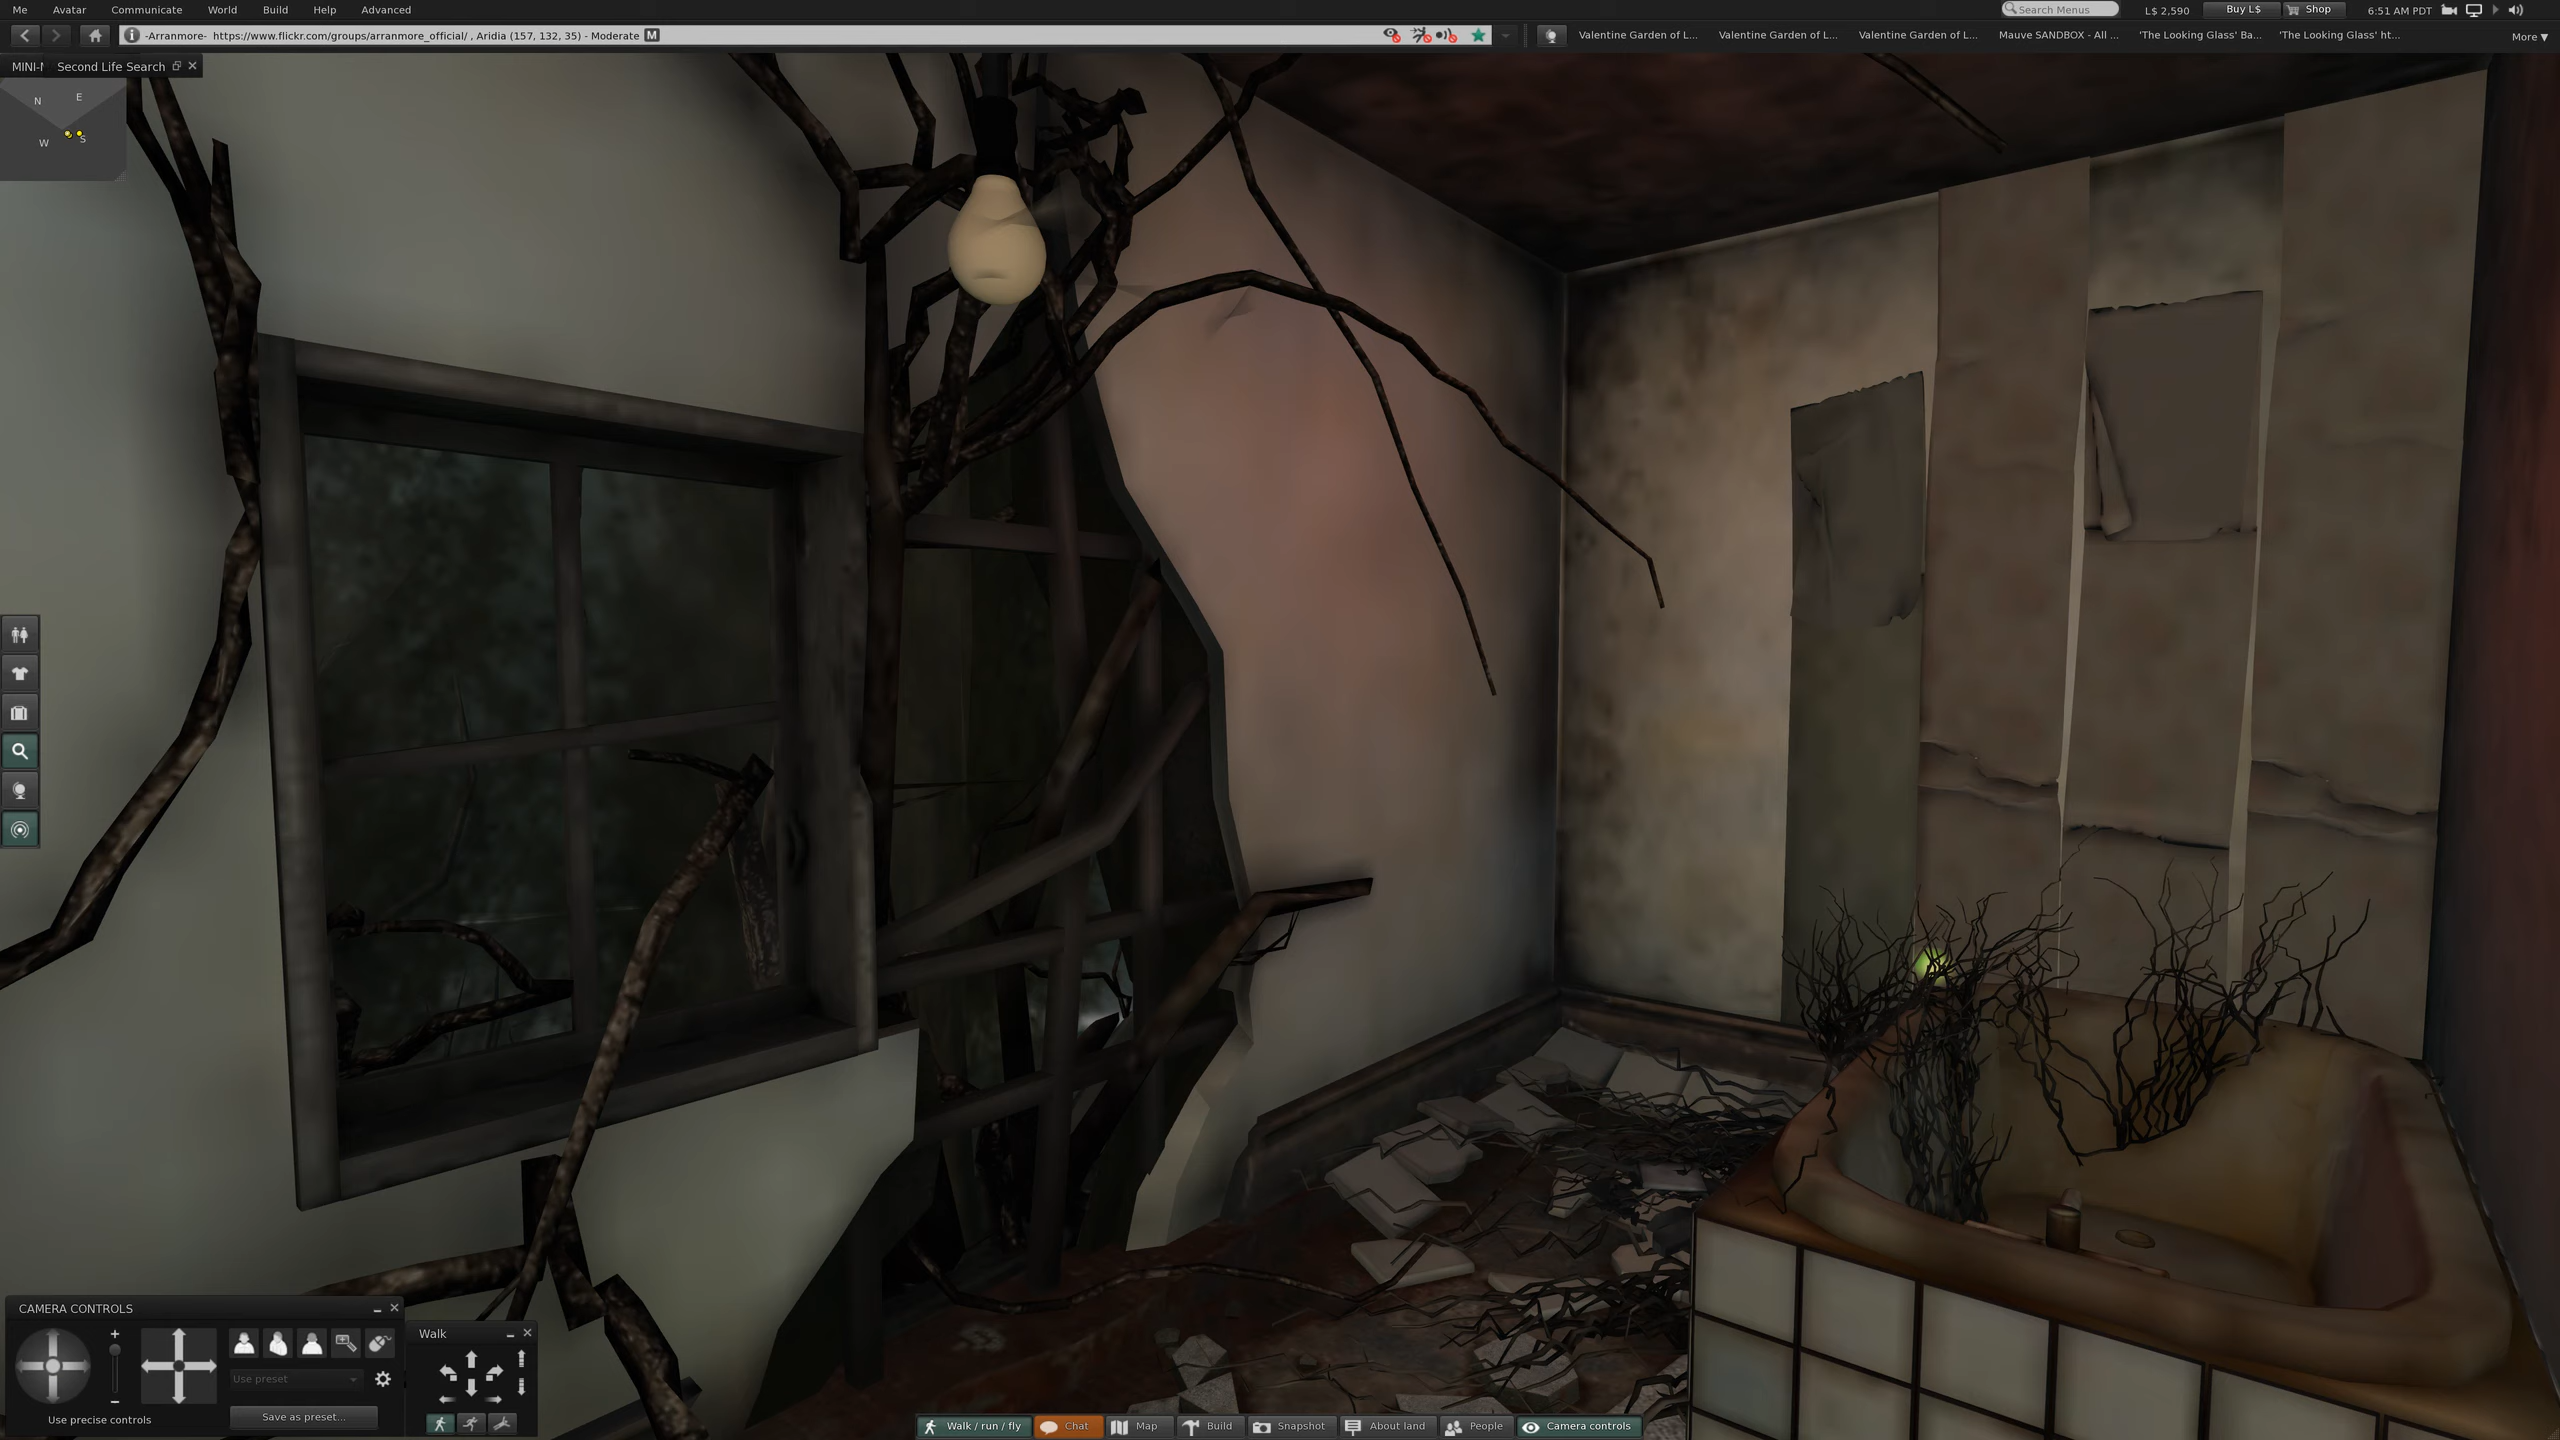 Me Avatar Communicate World Build Help Advanced Search Menus L$ 2,590 Buy L$ Shop 6:51 AM PDT
-Arranmore- https://www.flickr.com/groups/arranmore_official/ , Aridia (157, 132, 35) - Moderate M Valentine Garden of L... Valentine Garden of L... Valentine Garden of L... Mauve SANDBOX - All ... 'The Looking Glass' Ba... 'The Looking Glass' ht... More ▼
MINI-M Second Life Search
N E
W S
CAMERA CONTROLS
Walk
Use preset
Use precise controls
Save as preset...
Walk / run / fly Chat Map Build Snapshot About land People Camera controls